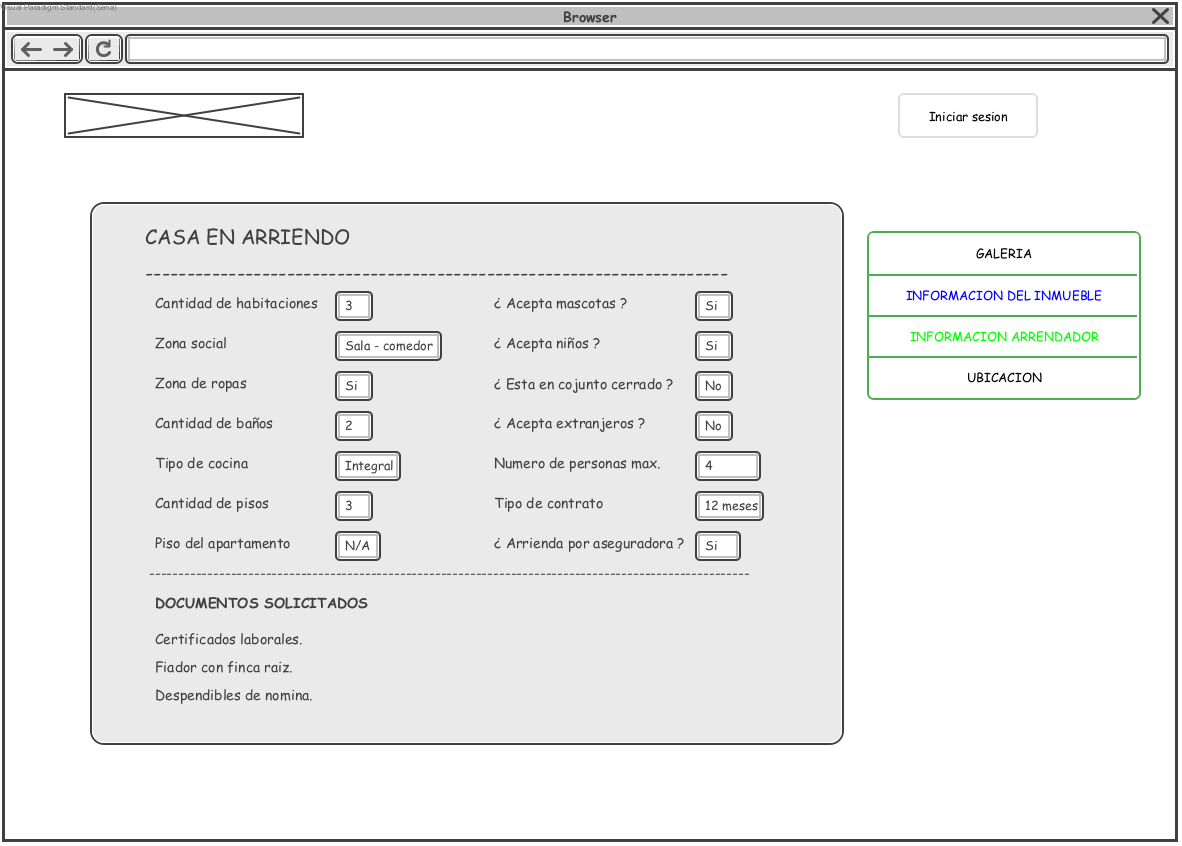 Visual Paradigm Standard(Sena)
Browser
Iniciar sesion
CASA EN ARRIENDO
Cantidad de habitaciones 3 ¿ Acepta mascotas ? Si
Zona social Sala - comedor ¿ Acepta niños ? Si
Zona de ropas Si ¿ Esta en cojunto cerrado ? No
Cantidad de baños 2 ¿ Acepta extranjeros ? No
Tipo de cocina Integral Numero de personas max. 4
Cantidad de pisos 3 Tipo de contrato 12 meses
Piso del apartamento N/A ¿ Arrienda por aseguradora ? Si
DOCUMENTOS SOLICITADOS
Certificados laborales.
Fiador con finca raiz.
Despendibles de nomina.
GALERIA
INFORMACION DEL INMUEBLE
INFORMACION ARRENDADOR
UBICACION